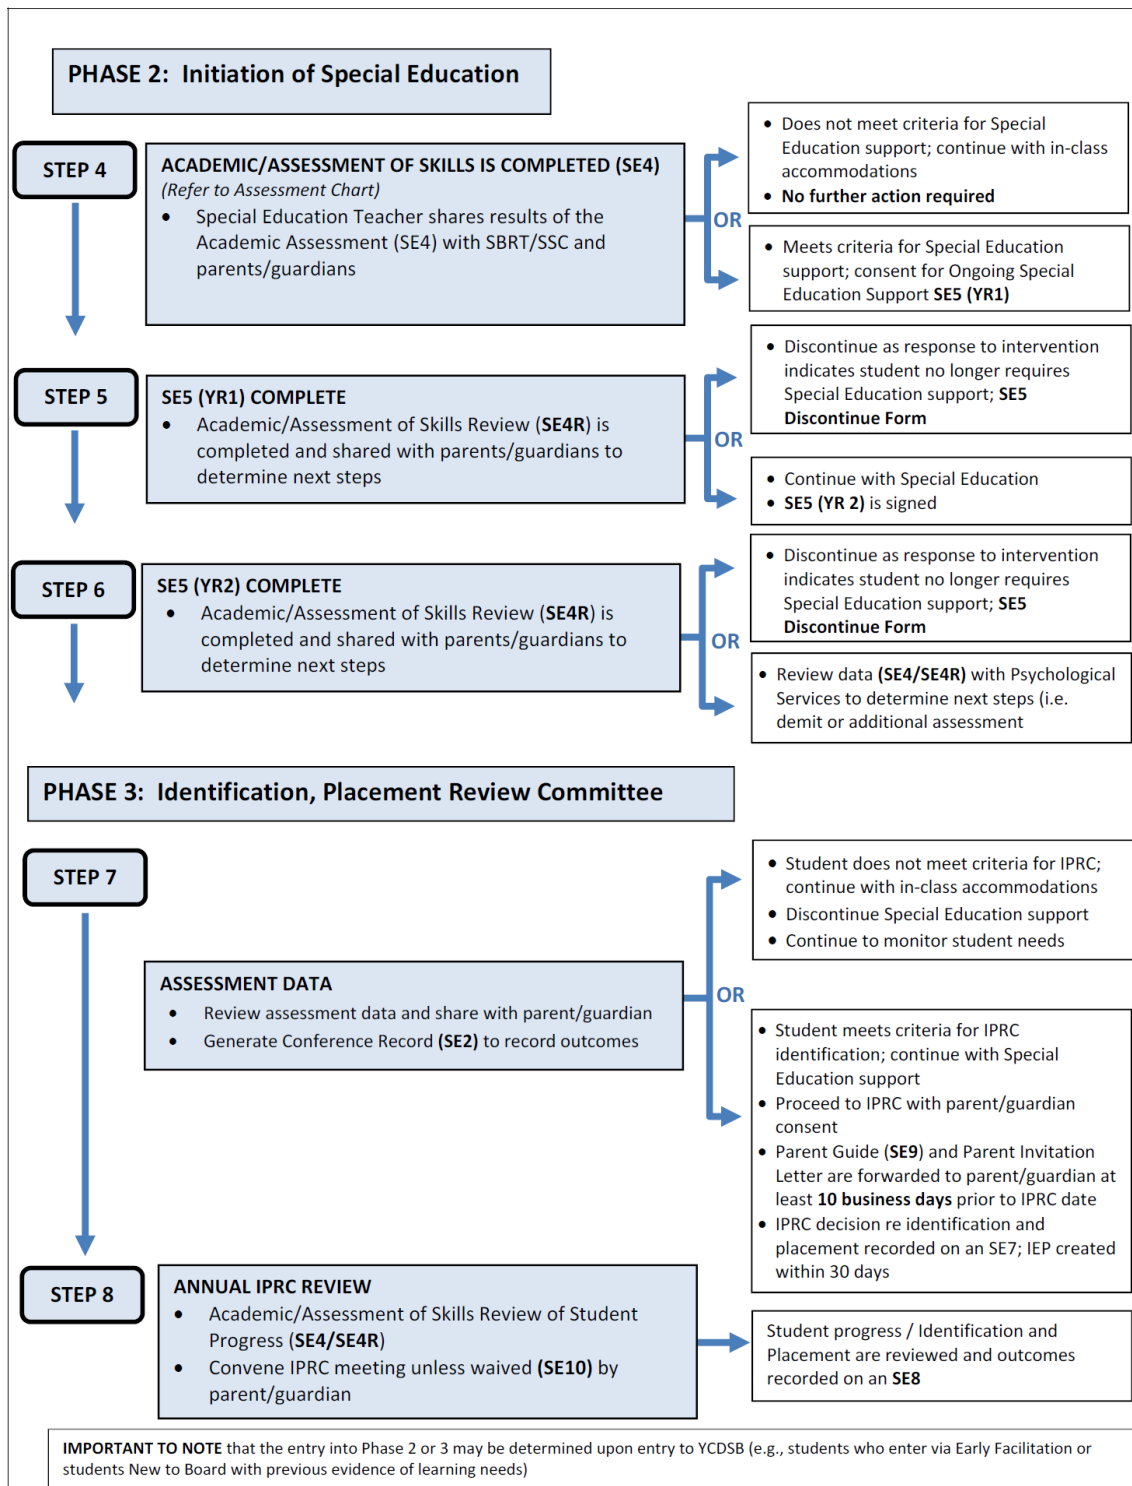 PHASE 2:  Initiation of Special Education
STEP 4
ACADEMIC/ASSESSMENT OF SKILLS IS COMPLETED (SE4)
(Refer to Assessment Chart)
• Special Education Teacher shares results of the
Academic Assessment (SE4) with SBRT/SSC and
parents/guardians
OR
• Does not meet criteria for Special
Education support; continue with in-class
accommodations
• No further action required
• Meets criteria for Special Education
support; consent for Ongoing Special
Education Support SE5 (YR1)
STEP 5
SE5 (YR1) COMPLETE
• Academic/Assessment of Skills Review (SE4R) is
completed and shared with parents/guardians to
determine next steps
OR
• Discontinue as response to intervention
indicates student no longer requires
Special Education support; SE5
Discontinue Form
• Continue with Special Education
• SE5 (YR 2) is signed
STEP 6
SE5 (YR2) COMPLETE
• Academic/Assessment of Skills Review (SE4R) is
completed and shared with parents/guardians to
determine next steps
OR
• Discontinue as response to intervention
indicates student no longer requires
Special Education support; SE5
Discontinue Form
• Review data (SE4/SE4R) with Psychological
Services to determine next steps (i.e.
demit or additional assessment
PHASE 3:  Identification, Placement Review Committee
STEP 7
ASSESSMENT DATA
• Review assessment data and share with parent/guardian
• Generate Conference Record (SE2) to record outcomes
OR
• Student does not meet criteria for IPRC;
continue with in-class accommodations
• Discontinue Special Education support
• Continue to monitor student needs
• Student meets criteria for IPRC
identification; continue with Special
Education support
• Proceed to IPRC with parent/guardian
consent
• Parent Guide (SE9) and Parent Invitation
Letter are forwarded to parent/guardian at
least 10 business days prior to IPRC date
• IPRC decision re identification and
placement recorded on an SE7; IEP created
within 30 days
STEP 8
ANNUAL IPRC REVIEW
• Academic/Assessment of Skills Review of Student
Progress (SE4/SE4R)
• Convene IPRC meeting unless waived (SE10) by
parent/guardian
Student progress / Identification and
Placement are reviewed and outcomes
recorded on an SE8
IMPORTANT TO NOTE that the entry into Phase 2 or 3 may be determined upon entry to YCDSB (e.g., students who enter via Early Facilitation or
students New to Board with previous evidence of learning needs)